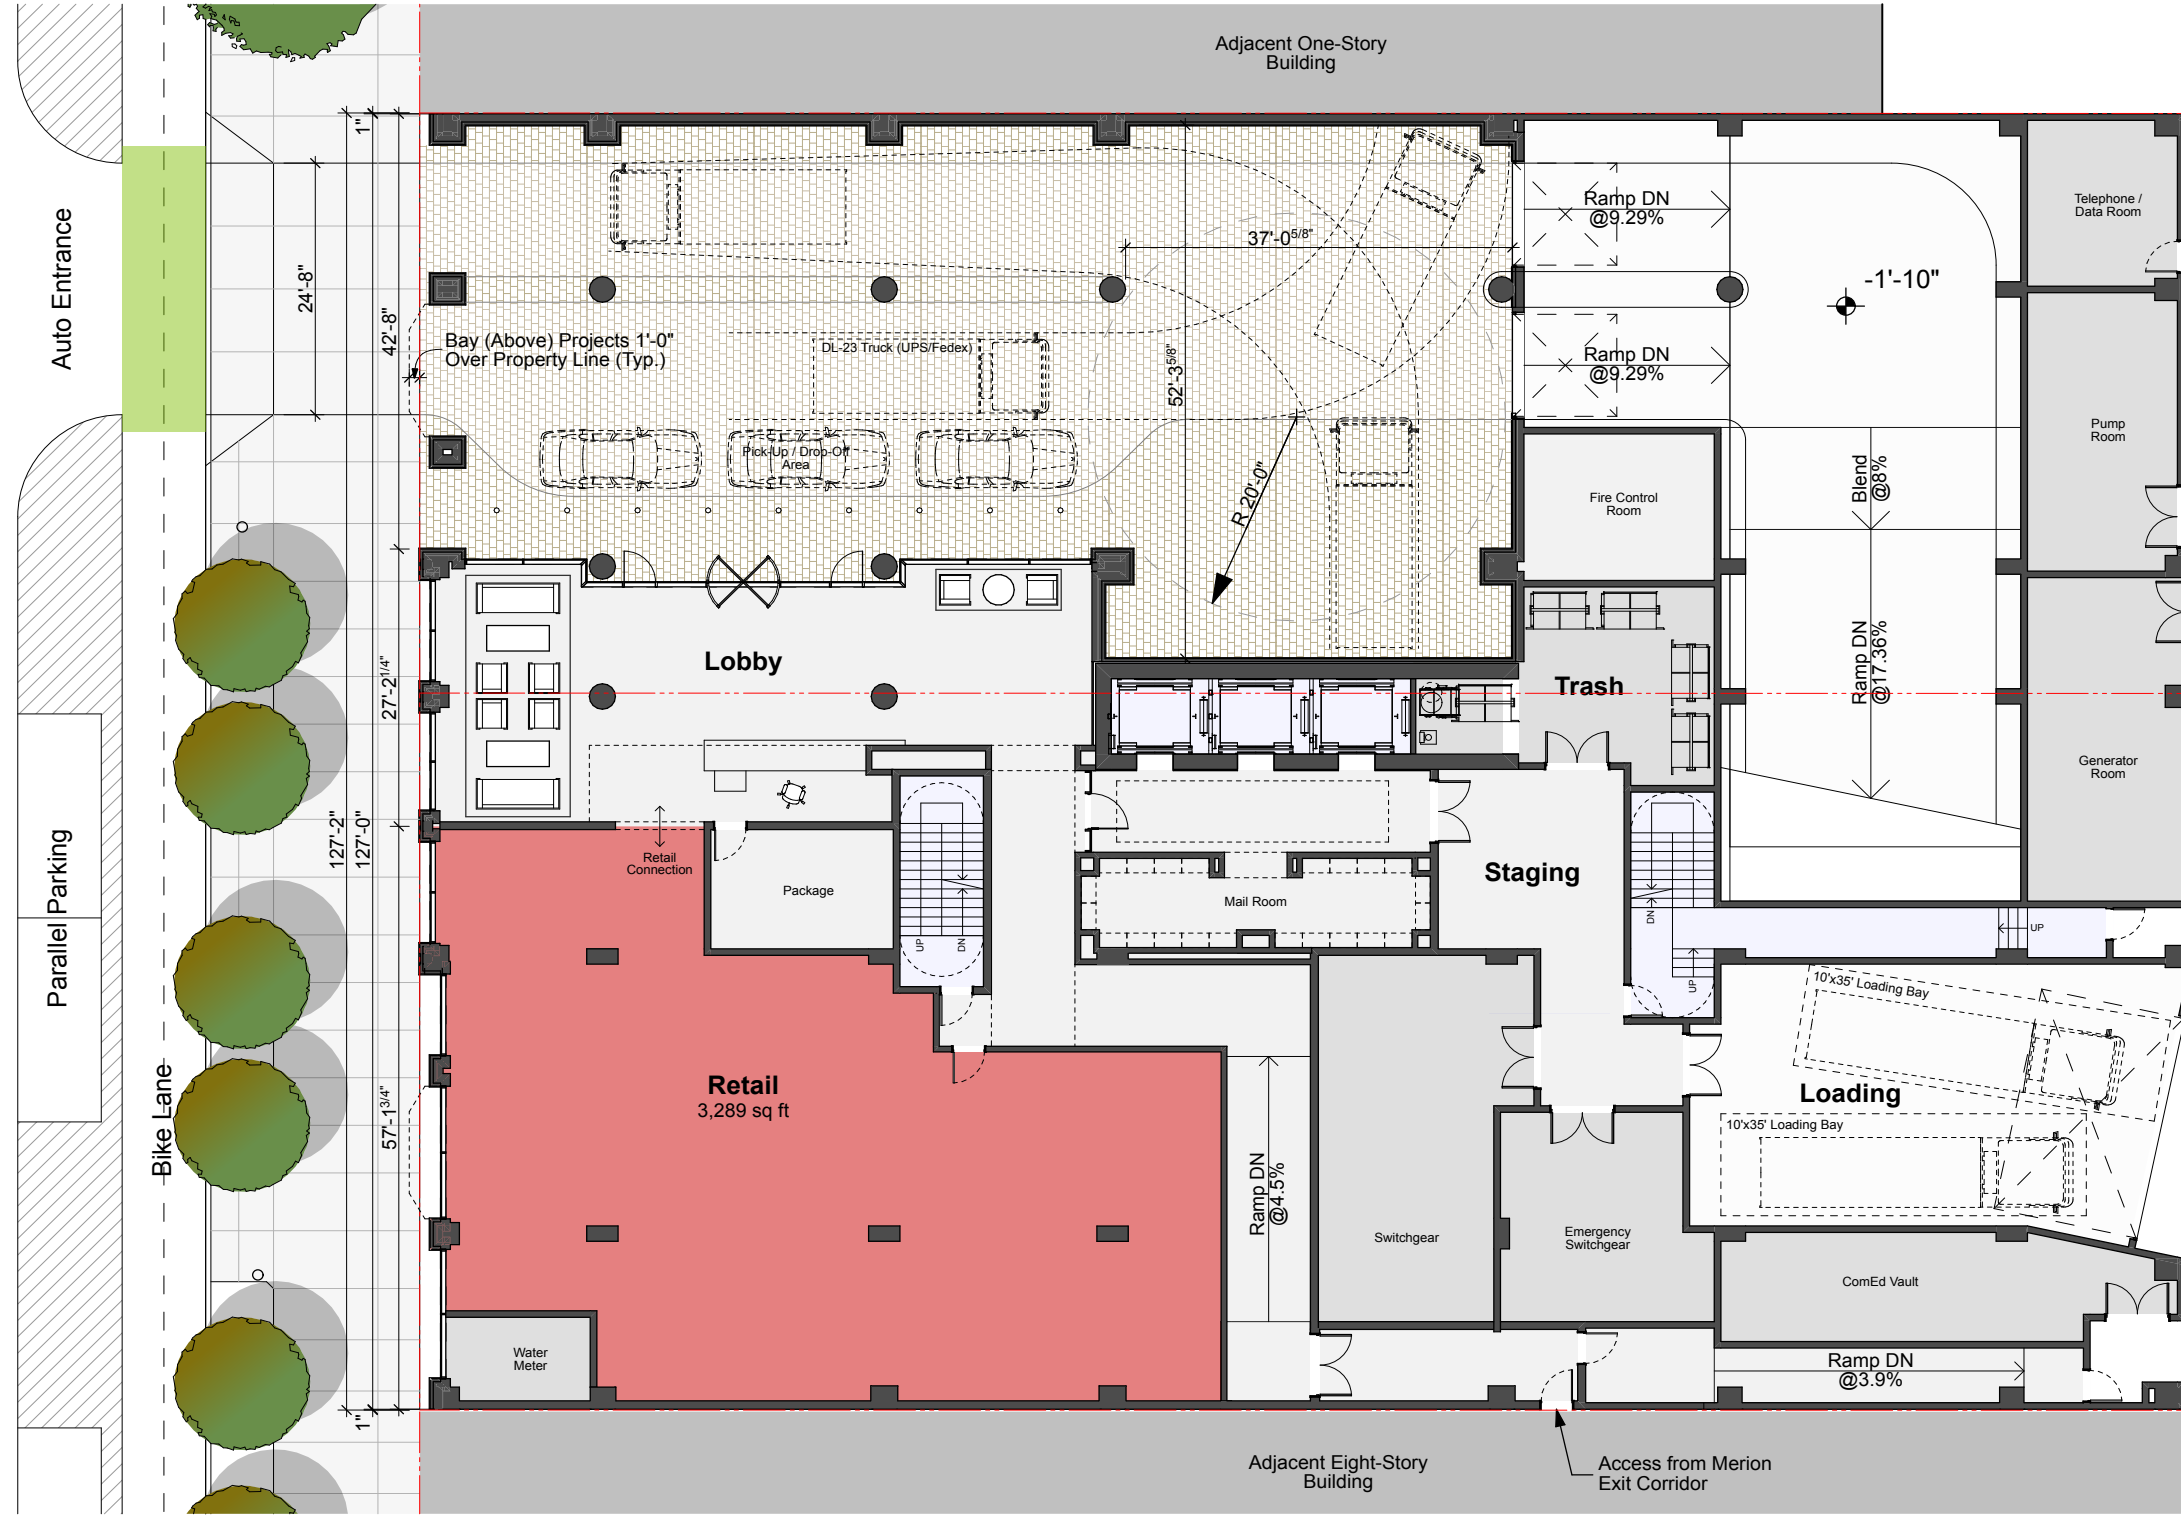 Adjacent One-Story
Building
1"
Auto Entrance
24'-8"
42'-8"
Bay (Above) Projects 1'-0"
Over Property Line (Typ.)
37'-0 5/8"
52'-3 5/8"
DL-23 Truck (UPS/Fedex)
Pick-Up / Drop-Off
Area
R 20'-0"
Ramp DN
@9.29%
Ramp DN
@9.29%
-1'-10"
Telephone /
Data Room
Pump
Room
Fire Control
Room
Blend
@8%
Ramp DN
@17.36%
Generator
Room
Lobby
Trash
27'-2 1/4"
127'-2"
127'-0"
Parallel Parking
Retail
Connection
Package
UP
DN
Mail Room
Staging
DN
UP
UP
10'x35' Loading Bay
Loading
10'x35' Loading Bay
Bike Lane
57'-1 3/4"
Retail
3,289 sq ft
Ramp DN
@4.5%
Switchgear
Emergency
Switchgear
ComEd Vault
Water
Meter
Ramp DN
@3.9%
1"
Adjacent Eight-Story
Building
Access from Merion
Exit Corridor